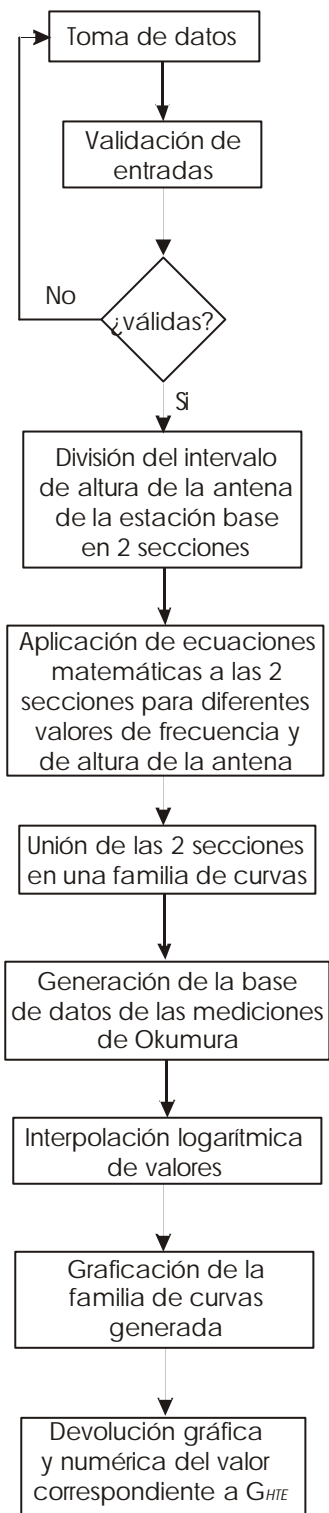 Toma de datos
Validación de
entradas
No
¿válidas?
Si
División del intervalo
de altura de la antena
de la estación base
en 2 secciones
Aplicación de ecuaciones
matemáticas a las 2
secciones para diferentes
valores de frecuencia y
de altura de la antena
Unión de las 2 secciones
en una familia de curvas
Generación de la base
de datos de las mediciones
de Okumura
Interpolación logarítmica
de valores
Graficación de la
familia de curvas
generada
Devolución gráfica
y numérica del valor
correspondiente a GHTE